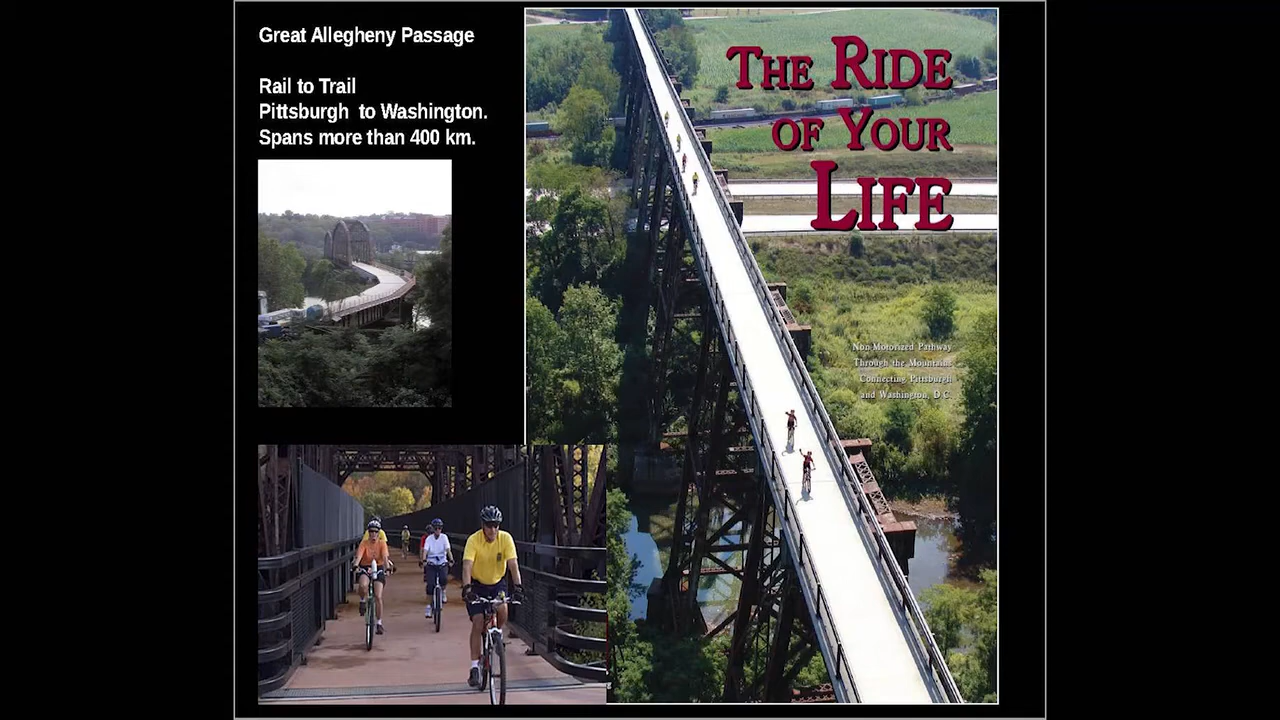 Great Allegheny Passage
Rail to Trail
Pittsburgh to Washington.
Spans more than 400 km.
THE RIDE
OF YOUR
LIFE
Non-Motorized Pathway
Through the Mountains
Connecting Pittsburgh
and Washington, D.C.